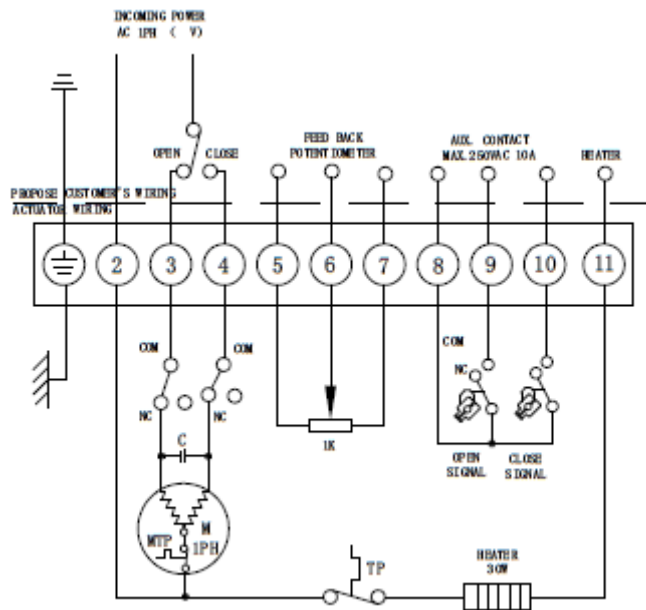 INCOMING POWER
AC 1PH ( V)
OPEN CLOSE
FEED BACK
POTENTIOMETER
AUX. CONTACT
MAX.250VAC 10A
HEATER
PROPOSE CUSTOMER'S WIRING
ACTUATOR WIRING
2 3 4 5 6 7 8 9 10 11
COM COM
NC NC
C
M
MTP 1PH
1K
COM
NC
OPEN
SIGNAL
CLOSE
SIGNAL
TP
HEATER
30W